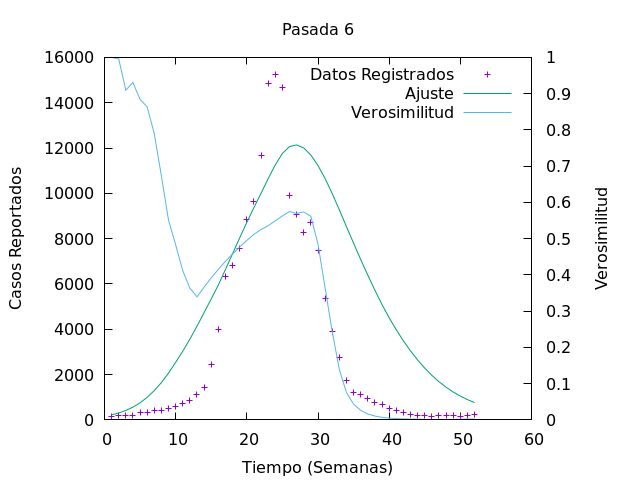 Pasada 6
Datos Registrados
Ajuste
Verosimilitud
Casos Reportados
16000
14000
12000
10000
8000
6000
4000
2000
0
1
0.9
0.8
0.7
0.6
0.5
0.4
0.3
0.2
0.1
0
Verosimilitud
0 10 20 30 40 50 60
Tiempo (Semanas)